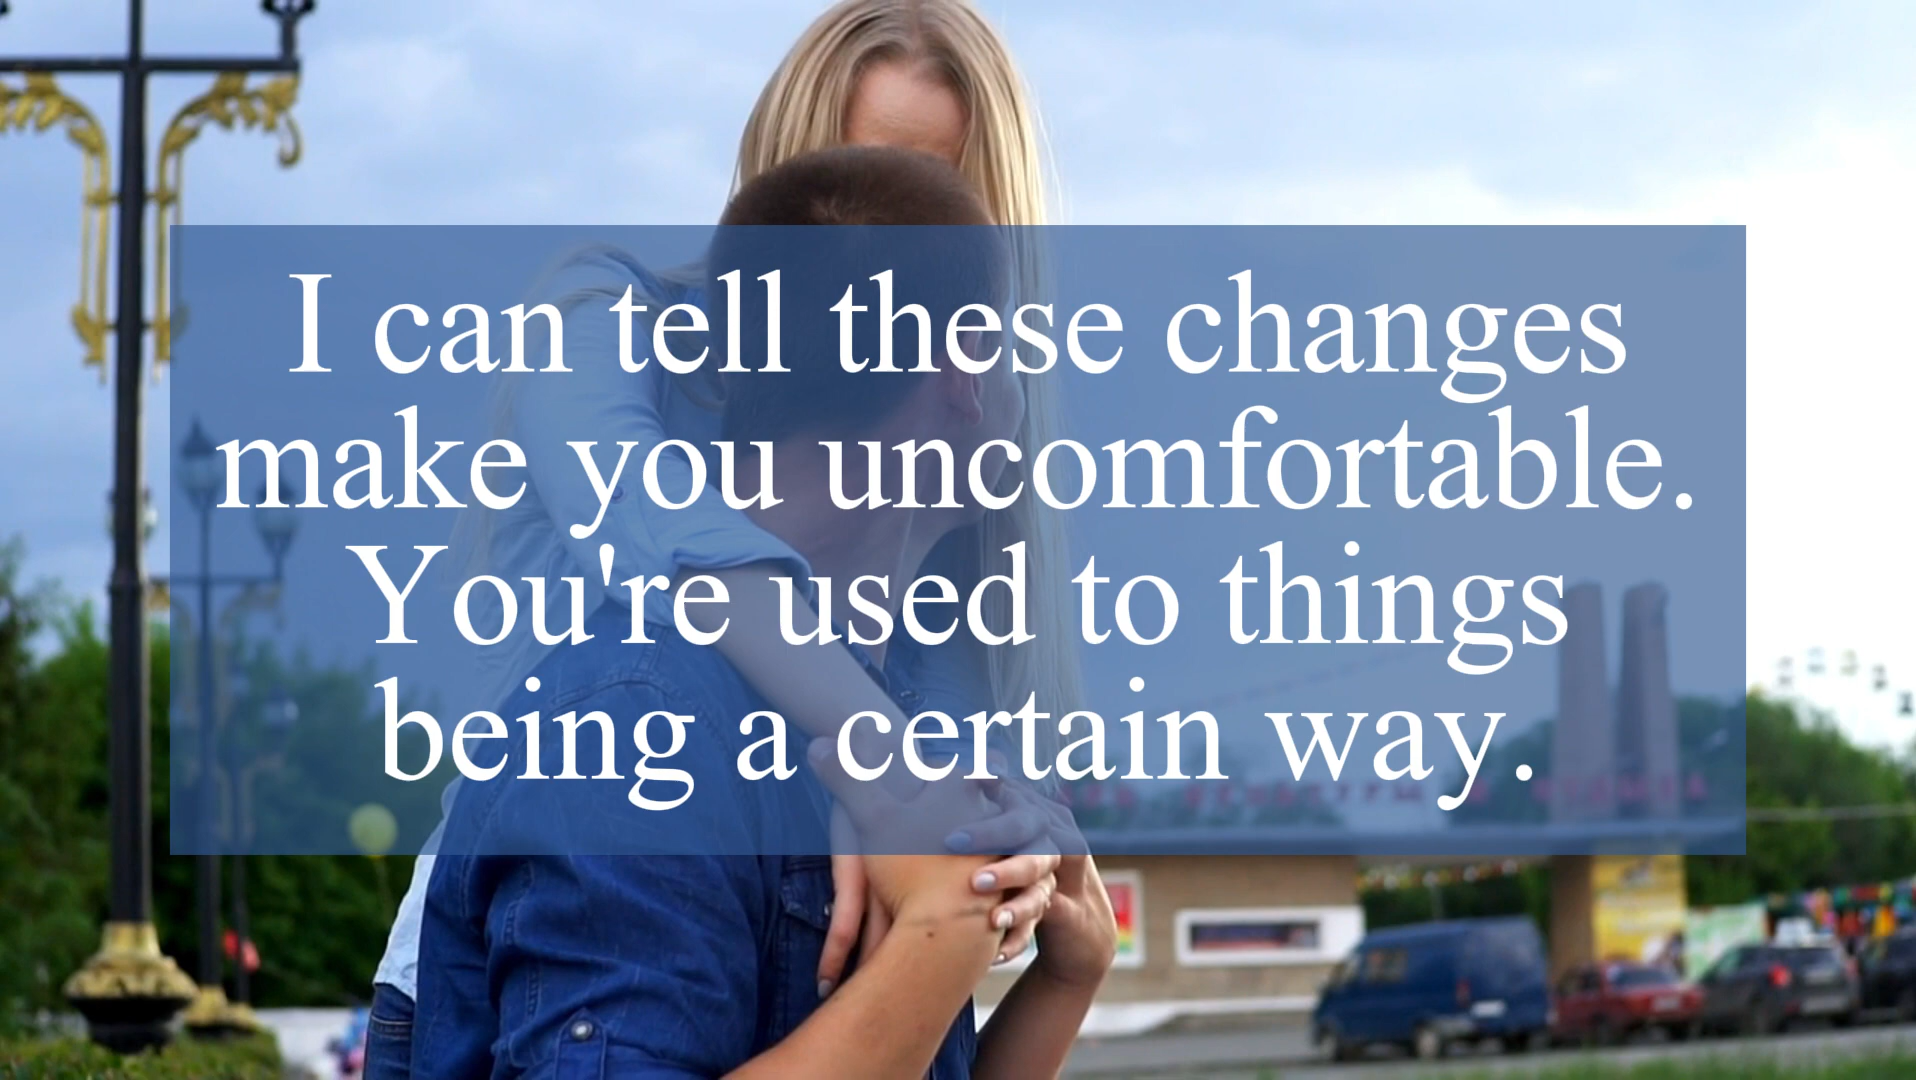 I can tell these changes
make you uncomfortable.
You're used to things
being a certain way.